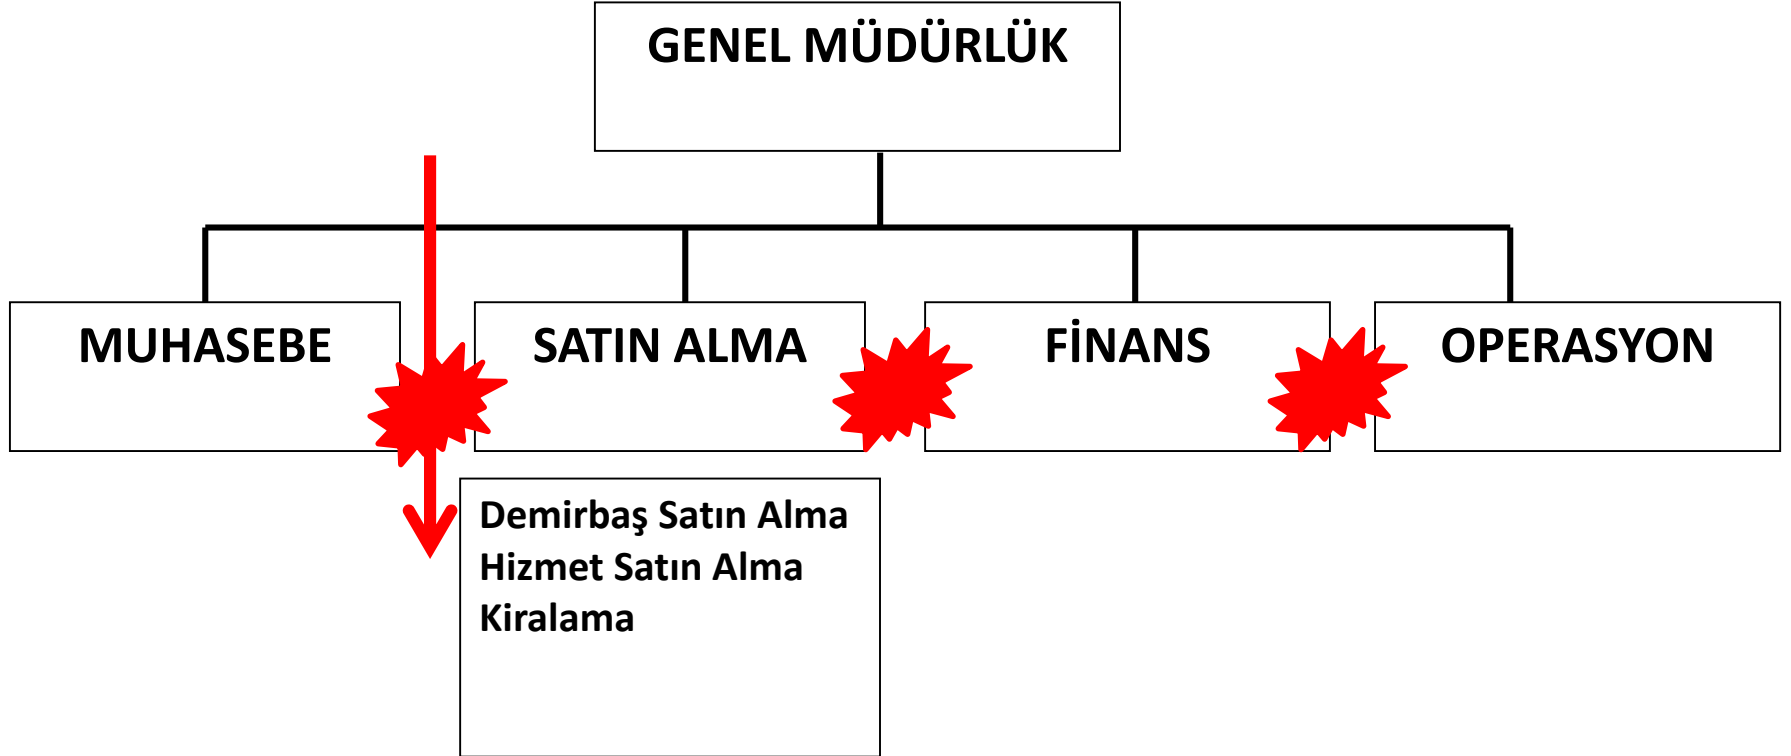 GENEL MÜDÜRLÜK
MUHASEBE
SATIN ALMA
FİNANS
OPERASYON
Demirbaş Satın Alma
Hizmet Satın Alma
Kiralama